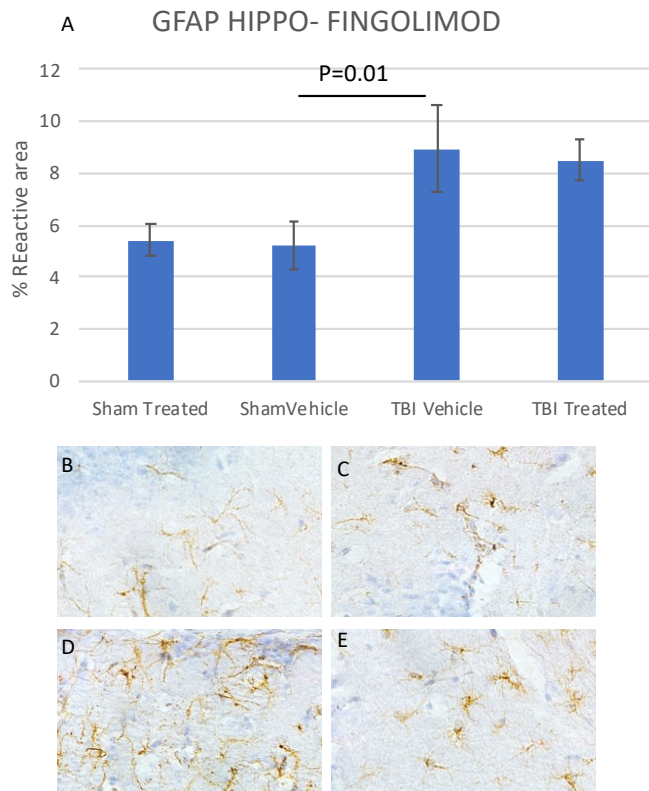 A
GFAP HIPPO- FINGOLIMOD
P=0.01
12
10
8
6
4
2
0
% REeactive area
Sham Treated ShamVehicle TBI Vehicle TBI Treated
B
C
D
E